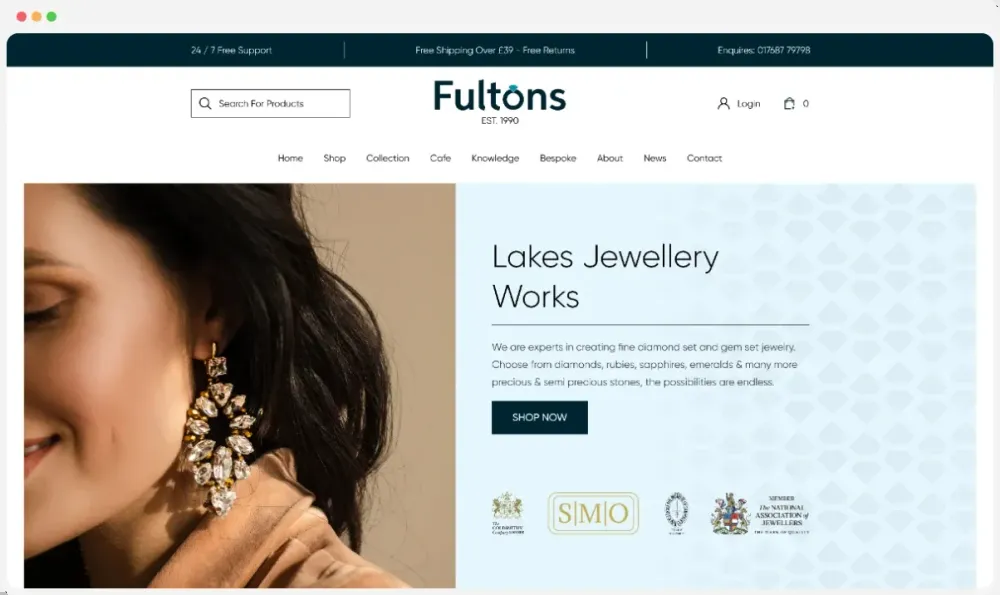 24 / 7 Free Support
Free Shipping Over £39 - Free Returns
Enquires: 017687 79798
Search For Products
Fultons
EST. 1990
Login
0
Home
Shop
Collection
Cafe
Knowledge
Bespoke
About
News
Contact
Lakes Jewellery
Works
We are experts in creating fine diamond set and gem set jewelry.
Choose from diamonds, rubies, sapphires, emeralds & many more
precious & semi precious stones, the possibilities are endless.
SHOP NOW
The
GOLDSMITHS'
Company
S|M|O
MEMBER
The NATIONAL
ASSOCIATION of
JEWELLERS